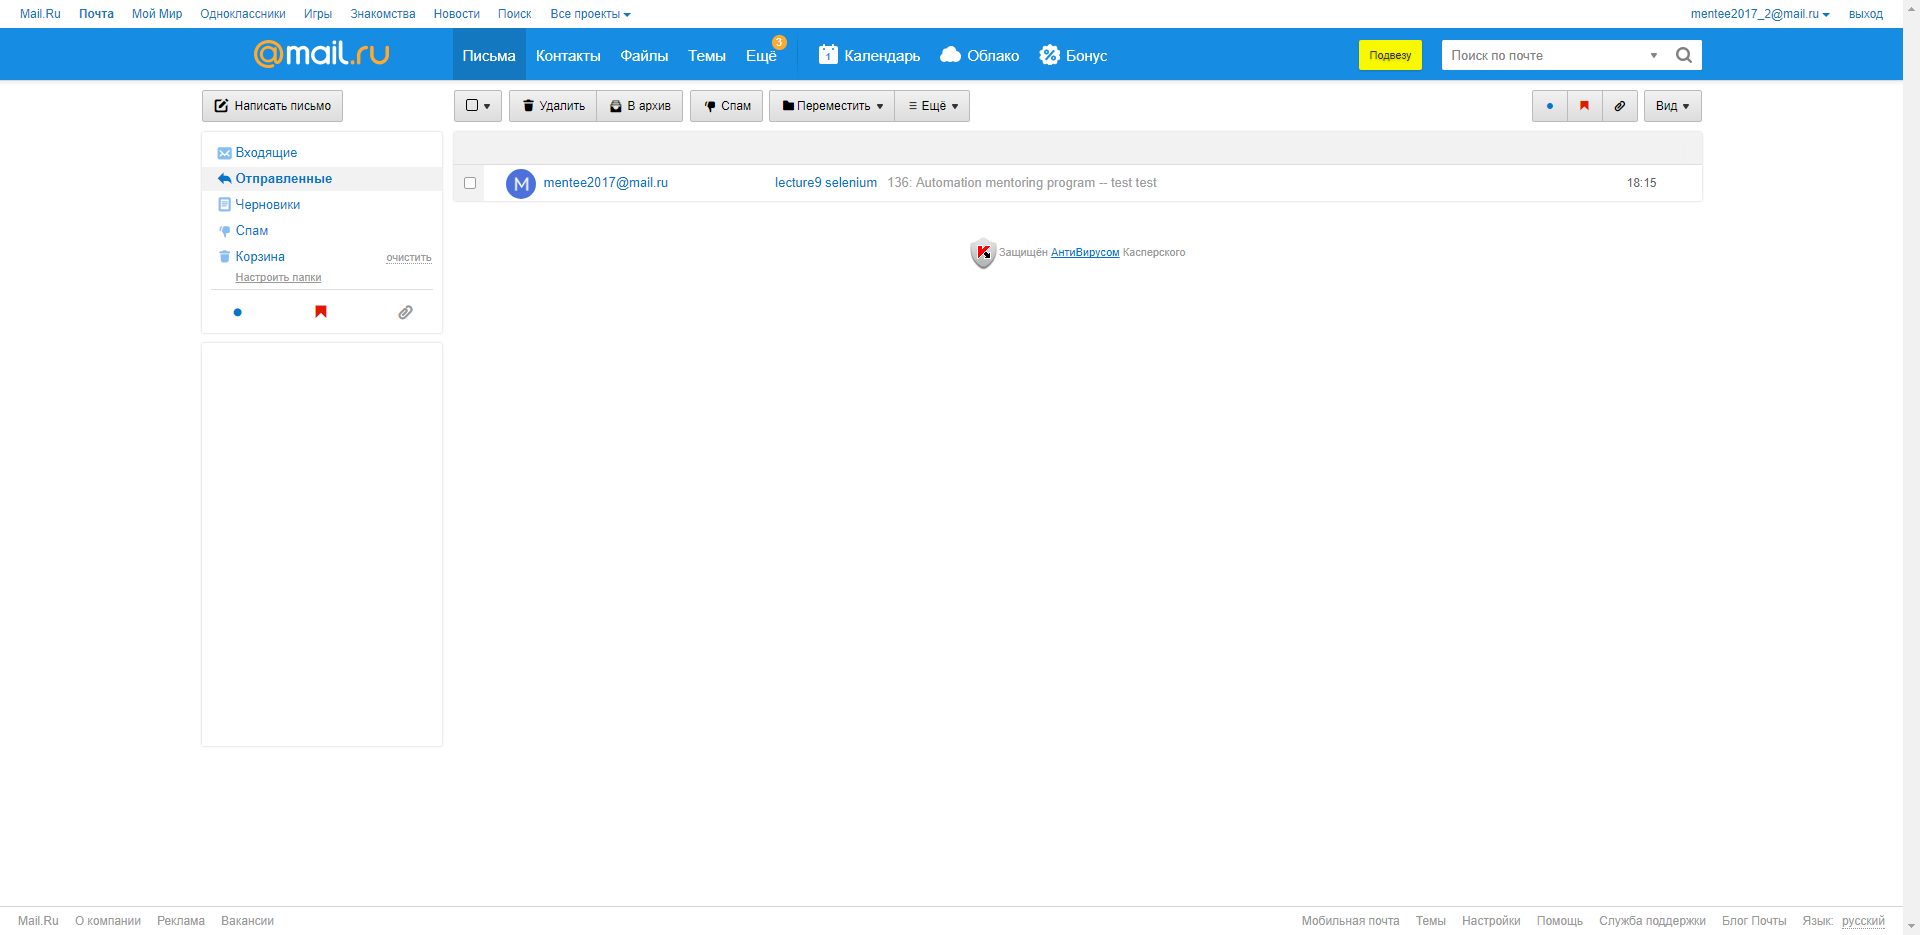 Mail.Ru Почта Мой Мир Одноклассники Игры Знакомства Новости Поиск Все проекты mentee2017_2@mail.ru выход
@mail.ru Письма Контакты Файлы Темы Ещё 3 1 Календарь Облако Бонус Подвезу Поиск по почте
Написать письмо Удалить В архив Спам Переместить Ещё Вид
Входящие
Отправленные
M mentee2017@mail.ru lecture9 selenium 136: Automation mentoring program -- test test 18:15
Черновики
Спам
Корзина очистить
Защищён АнтиВирусом Касперского
Настроить папки
Mail.Ru О компании Реклама Вакансии Мобильная почта Темы Настройки Помощь Служба поддержки Блог Почты Язык: русский